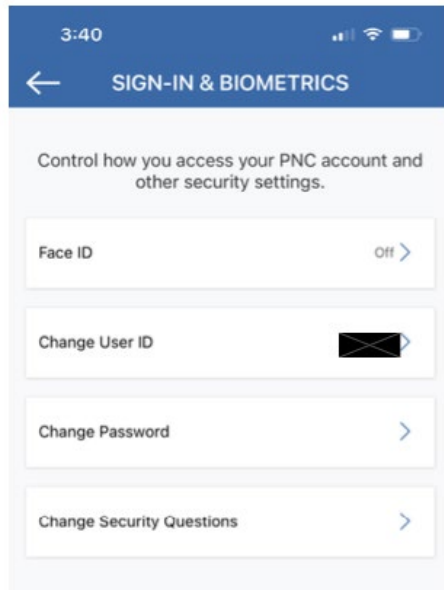 3:40
SIGN-IN & BIOMETRICS
Control how you access your PNC account and
other security settings.
Face ID Off
Change User ID
Change Password
Change Security Questions